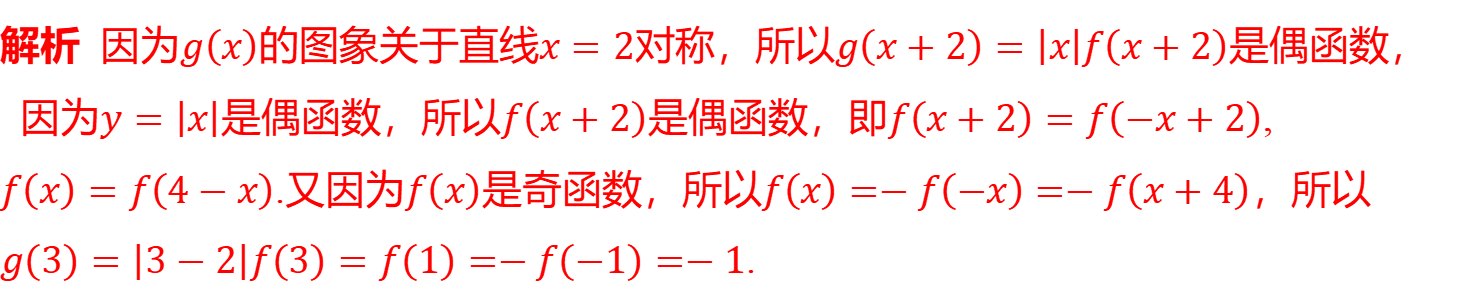 解析 因为g(x)的图象关于直线x = 2对称，所以g(x + 2) = |x|f(x + 2)是偶函数，
因为y = |x|是偶函数，所以f(x + 2)是偶函数，即f(x + 2) = f(−x + 2),
f(x) = f(4 − x).又因为f(x)是奇函数，所以f(x) =− f(−x) =− f(x + 4)，所以
g(3) = |3 − 2|f(3) = f(1) =− f(−1) =− 1.